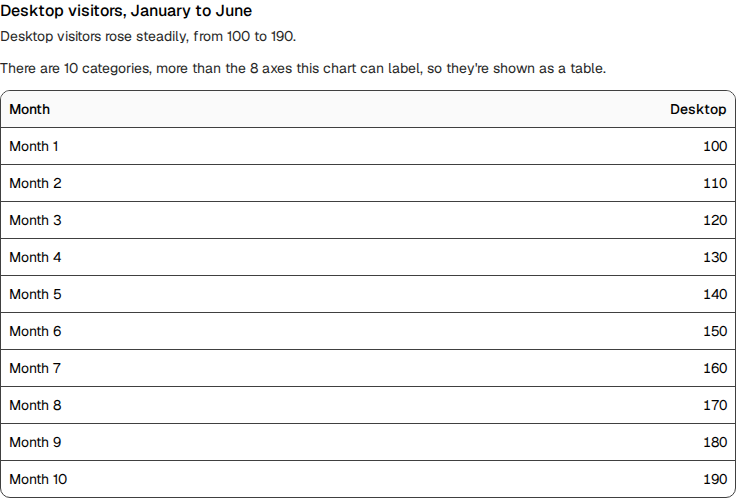 Desktop visitors, January to June
Desktop visitors rose steadily, from 100 to 190.
There are 10 categories, more than the 8 axes this chart can label, so they're shown as a table.
Month Desktop
Month 1 100
Month 2 110
Month 3 120
Month 4 130
Month 5 140
Month 6 150
Month 7 160
Month 8 170
Month 9 180
Month 10 190